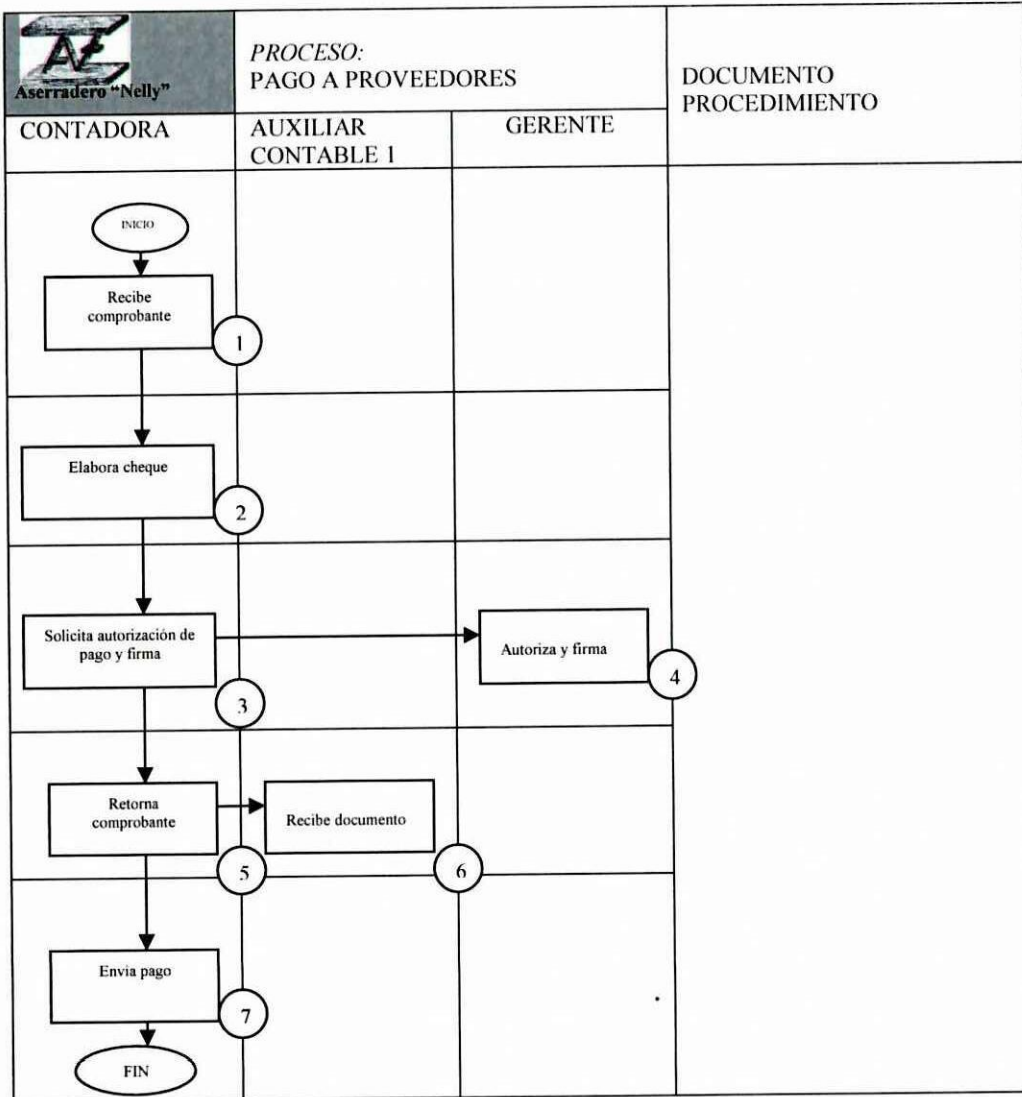 Aserradero “Nelly”
PROCESO:
PAGO A PROVEEDORES
DOCUMENTO
PROCEDIMIENTO
CONTADORA
AUXILIAR
CONTABLE 1
GERENTE
INICIO
Recibe
comprobante
1
Elabora cheque
2
Solicita autorización de
pago y firma
3
Autoriza y firma
4
Retorna
comprobante
5
Recibe documento
6
Envia pago
7
FIN